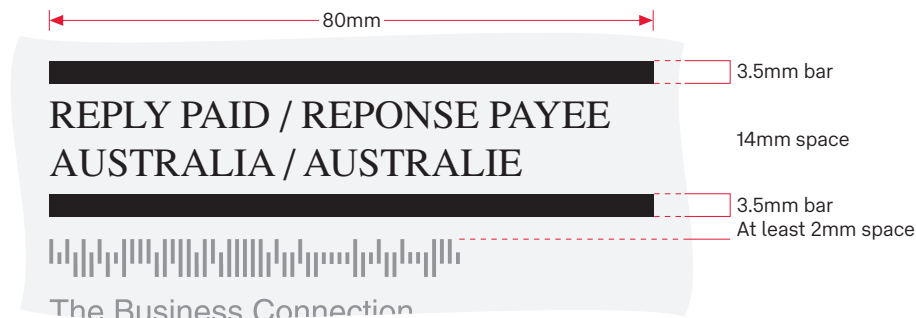 80mm
3.5mm bar
REPLY PAID / REPONSE PAYEE
14mm space
AUSTRALIA / AUSTRALIE
3.5mm bar
At least 2mm space
The Business Connection